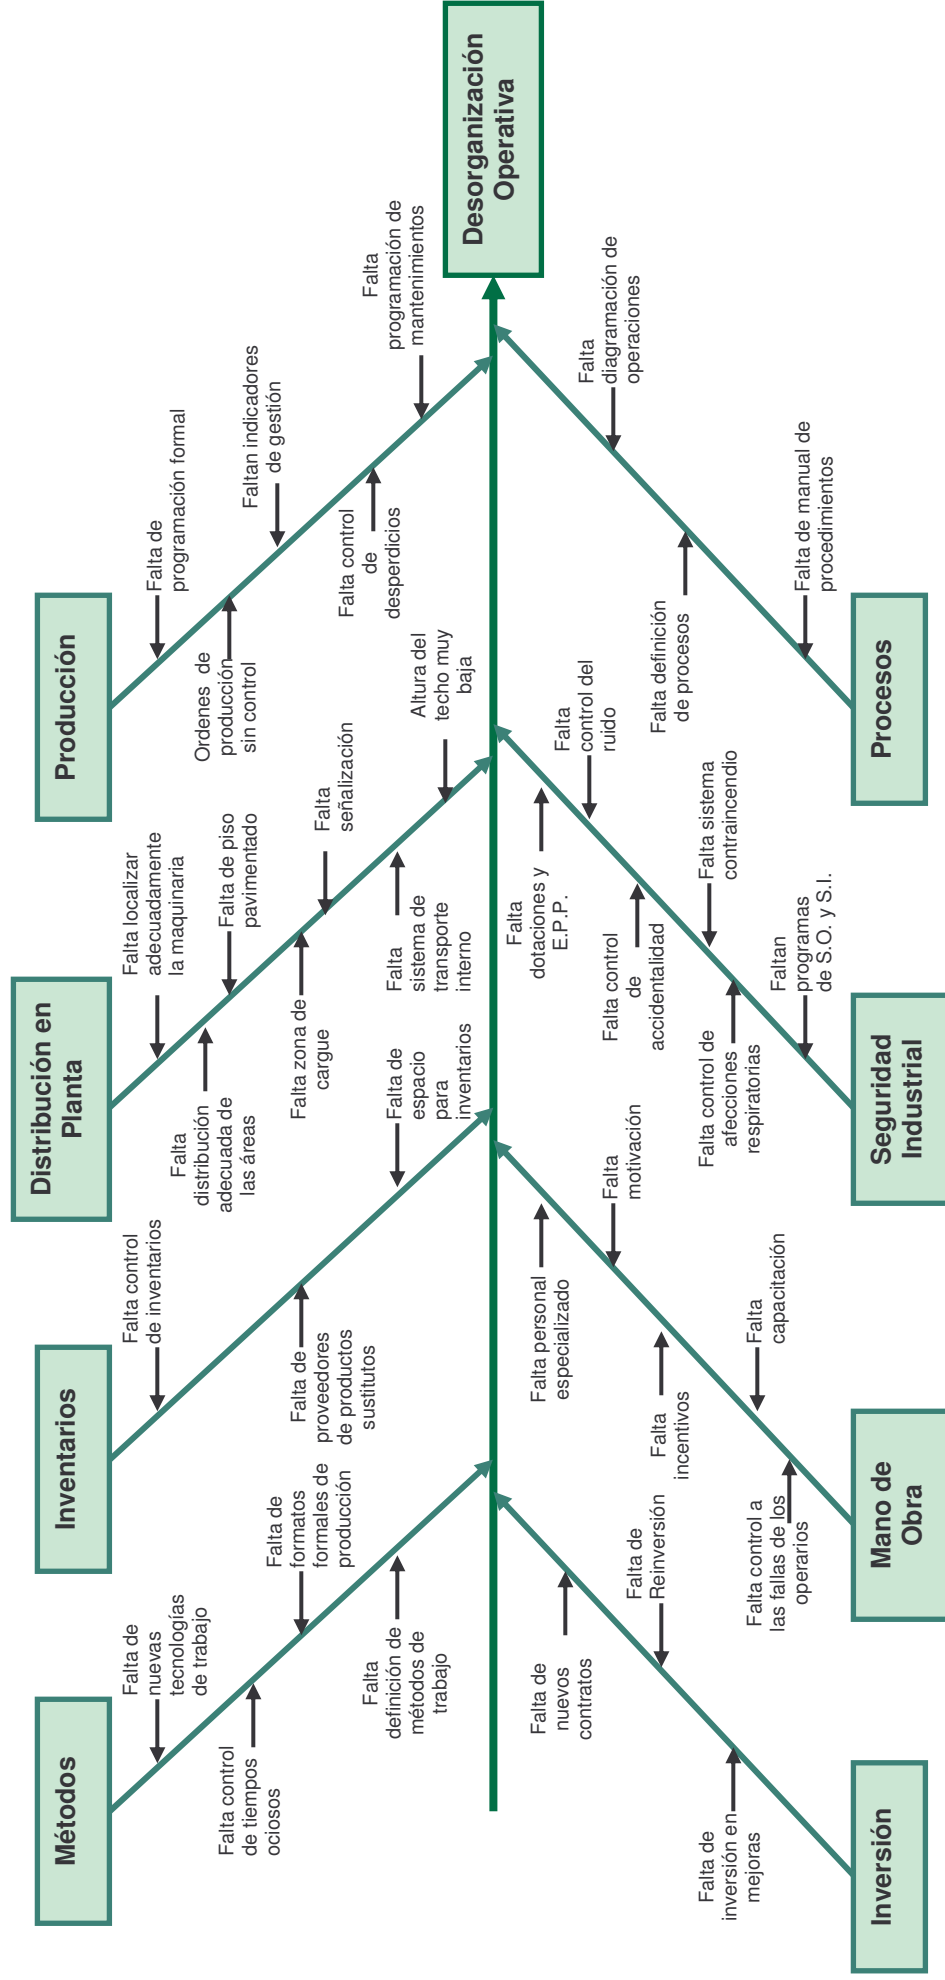 Métodos
Falta de
nuevas
tecnologías
de trabajo
Falta control
de tiempos
ociosos
Falta de
formatos
formales de
producción
Falta
definición de
métodos de
trabajo
Inventarios
Falta control
de inventarios
Falta de
proveedores
de productos
sustitutos
Falta de
espacio
para
inventarios
Distribución en
Planta
Falta localizar
adecuadamente
la maquinaria
Falta
distribución
adecuada de
las áreas
Falta de piso
pavimentado
Falta zona de
cargue
Falta
señalización
Falta
sistema de
transporte
interno
Altura del
techo muy
baja
Producción
Falta de
programación formal
Ordenes de
producción
sin control
Faltan indicadores
de gestión
Falta control
de
desperdicios
Falta
programación de
mantenimientos
Desorganización
Operativa
Inversión
Falta de
inversión en
mejoras
Falta de
Reinversión
Falta de
nuevos
contratos
Mano de
Obra
Falta control a
las fallas de los
operarios
Falta
capacitación
Falta
incentivos
Falta
motivación
Falta personal
especializado
Seguridad
Industrial
Faltan
programas
de S.O. y S.I.
Falta control de
afecciones
respiratorias
Falta sistema
contraincendio
Falta control
de
accidentalidad
Falta
control del
ruido
Falta
dotaciones y
E.P.P.
Procesos
Falta de manual de
procedimientos
Falta definición
de procesos
Falta
diagramación de
operaciones